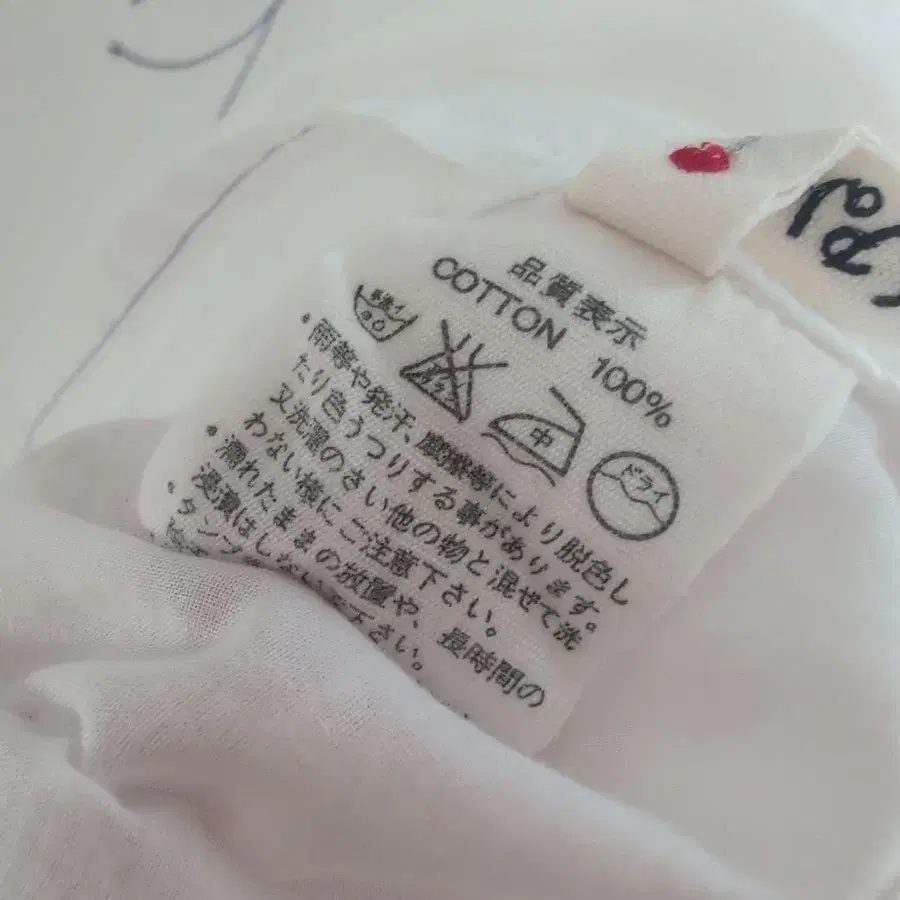 品質表示
COTTON 100%
中
ドライ
・雨等や発汗、摩擦等により脱色し
たり色うつりする事があります。
又洗濯のさい他の物と混ぜて洗
わない様にご注意下さい。
・濡れたままの放置や、長時間の
浸漬はしないで下さい。
・タンブ